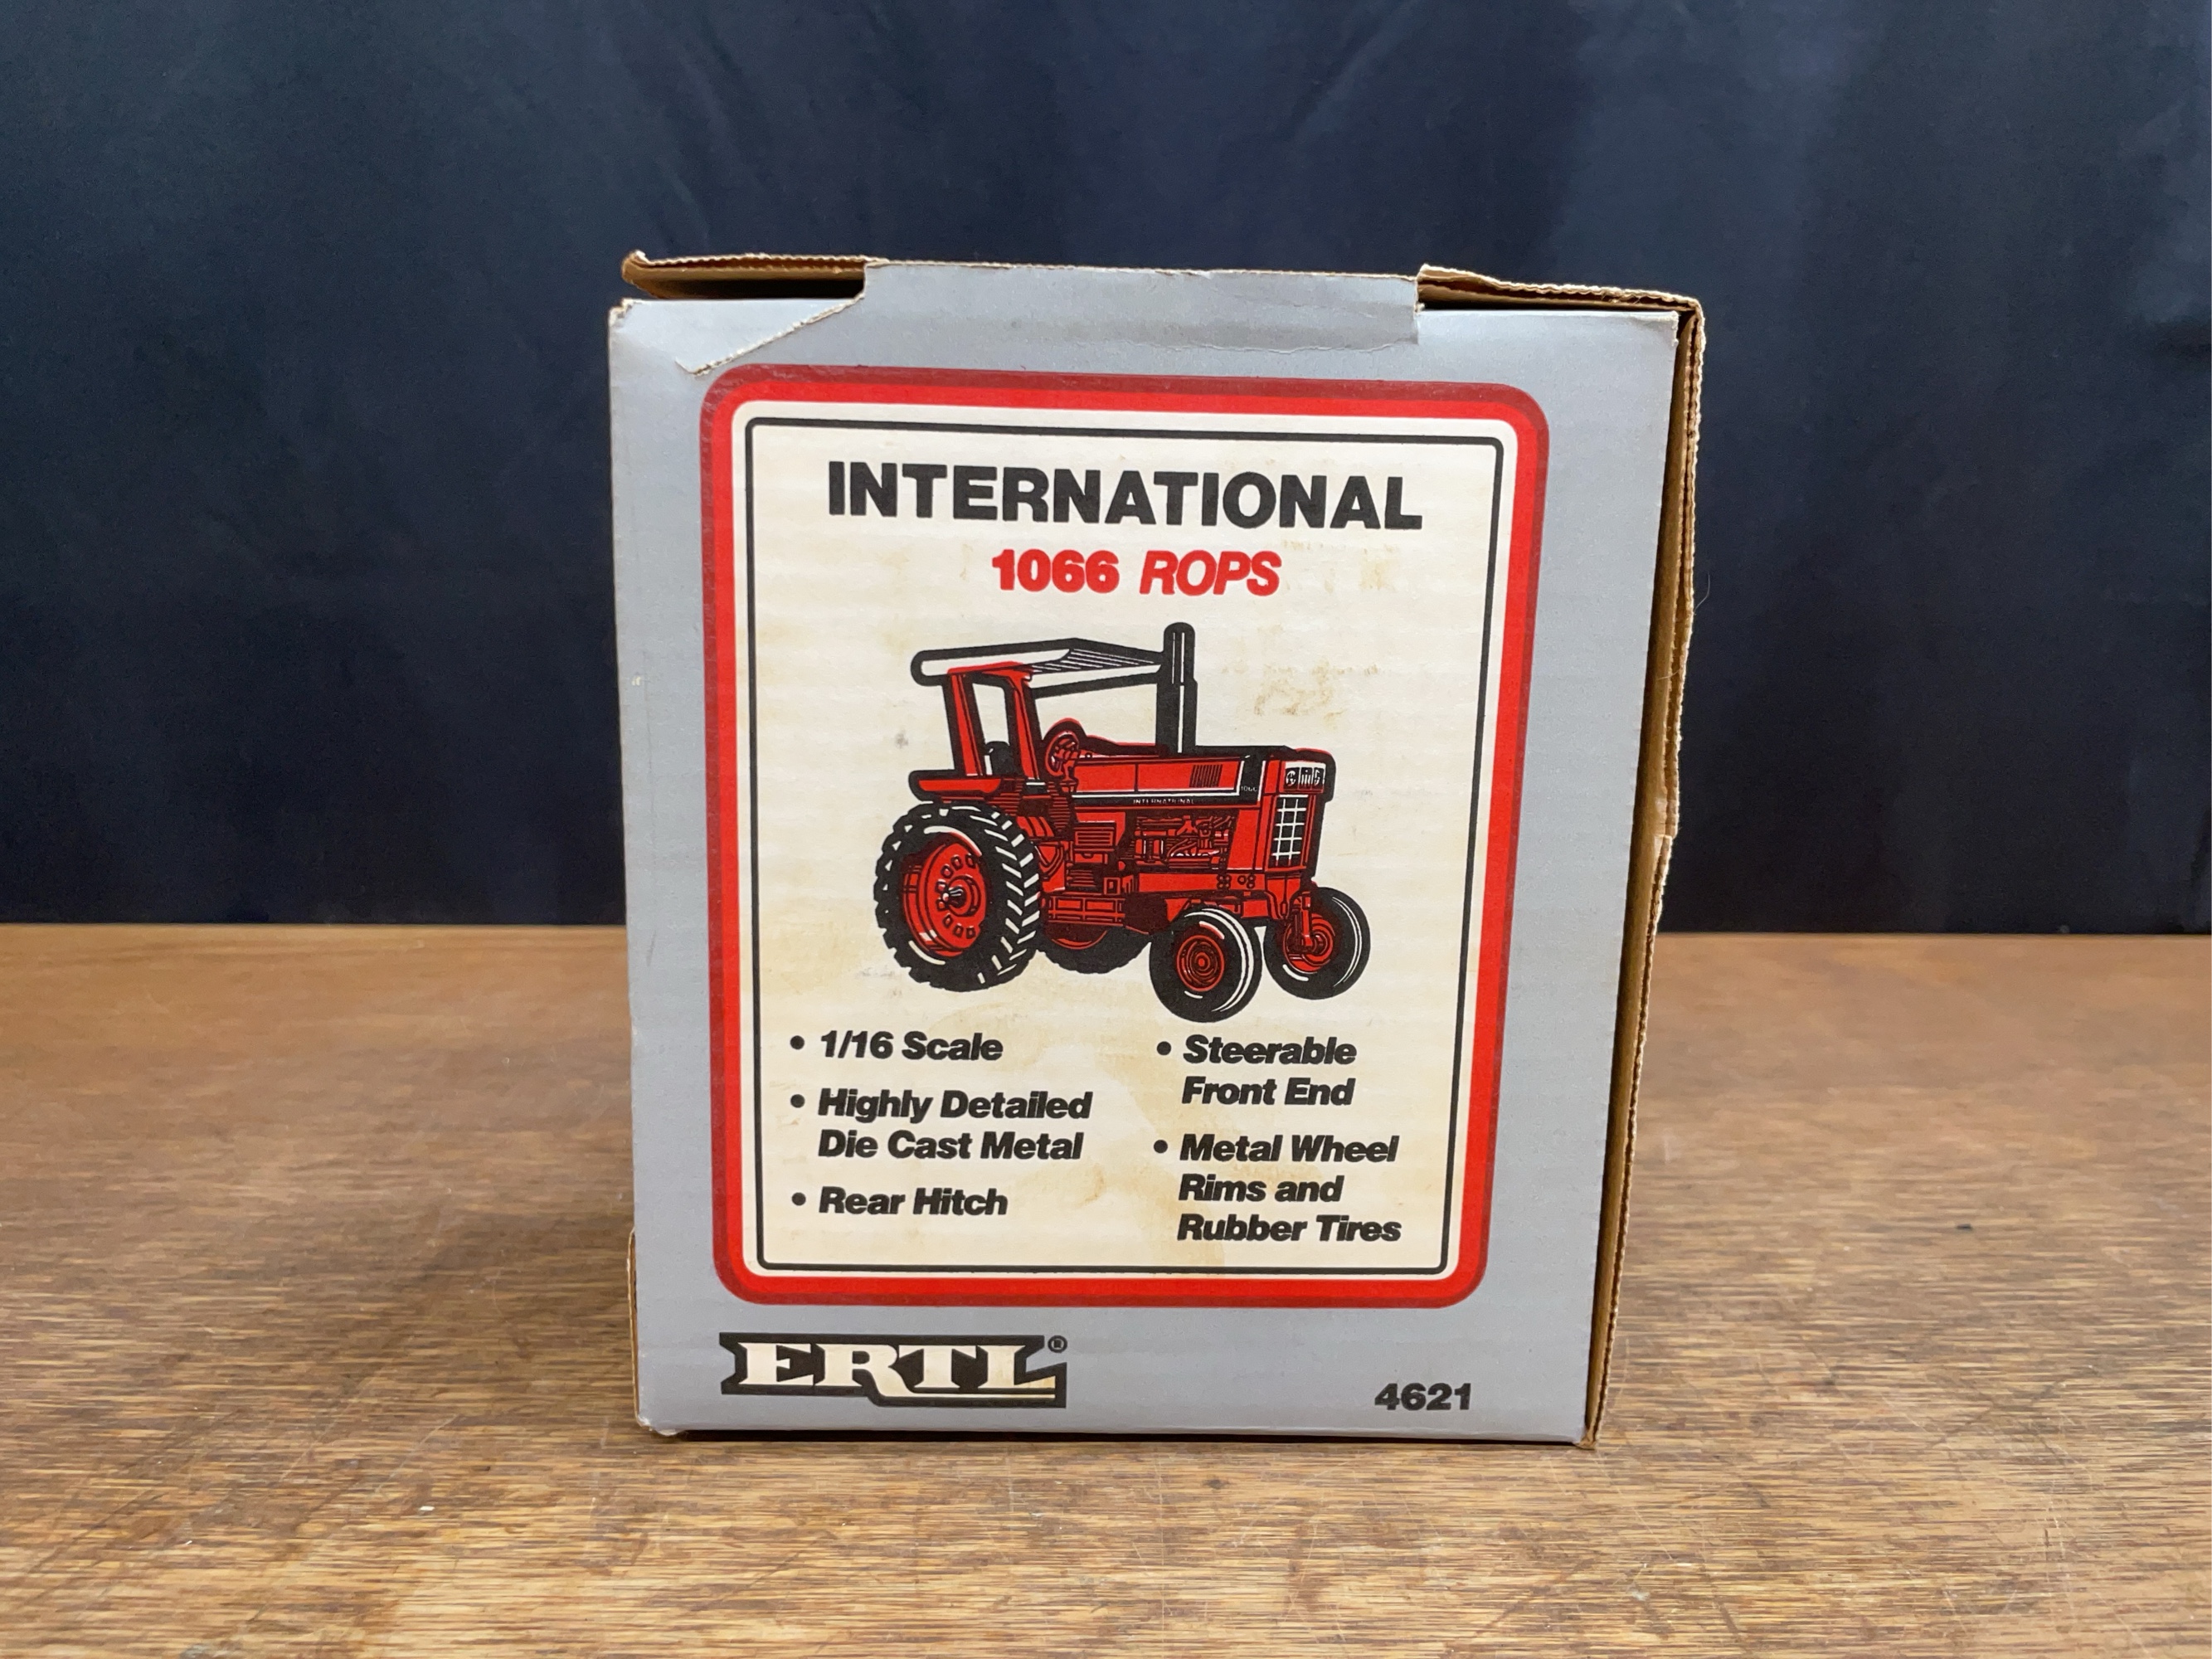 INTERNATIONAL
1066 ROPS
INTERNATIONAL
• 1/16 Scale
• Highly Detailed
Die Cast Metal
• Rear Hitch
• Steerable
Front End
• Metal Wheel
Rims and
Rubber Tires
ERTL®
4621